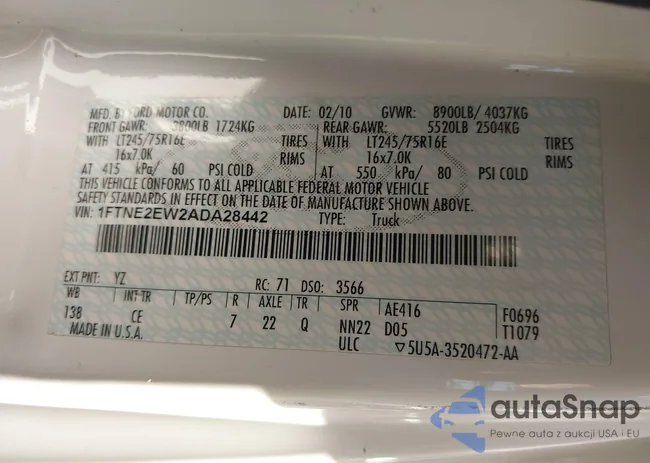 MFD. BY FORD MOTOR CO. DATE: 02/10 GVWR: 8900LB/ 4037KG
FRONT GAWR: 3800LB 1724KG REAR GAWR: 5520LB 2504KG
WITH LT245/75R16E TIRES WITH LT245/75R16E TIRES
16x7.0K RIMS 16x7.0K RIMS
AT 415 kPa/ 60 PSI COLD AT 550 kPa/ 80 PSI COLD
THIS VEHICLE CONFORMS TO ALL APPLICABLE FEDERAL MOTOR VEHICLE
SAFETY STANDARDS IN EFFECT ON THE DATE OF MANUFACTURE SHOWN ABOVE.
VIN: 1FTNE2EW2ADA28442 TYPE: Truck
EXT PNT: YZ RC: 71 DSO: 3566
WB INT TR TP/PS R AXLE TR SPR AE416 F0696
138 CE 7 22 Q NN22 D05 T1079
MADE IN U.S.A. ULC ▽5U5A-3520472-AA
autaSnap
Pewne auta z aukcji USA i EU